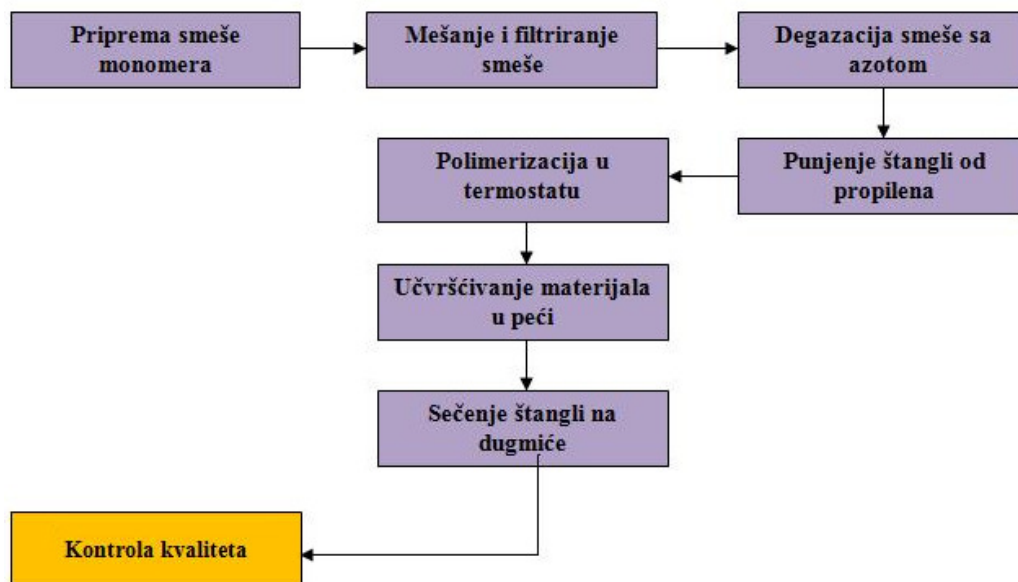 Priprema smeše
monomera
Mešanje i filtriranje
smeše
Degazacija smeše sa
azotom
Punjenje štangli od
propilena
Polimerizacija u
termostatu
Učvršćivanje materijala
u peći
Sečenje štangli na
dugmiće
Kontrola kvaliteta